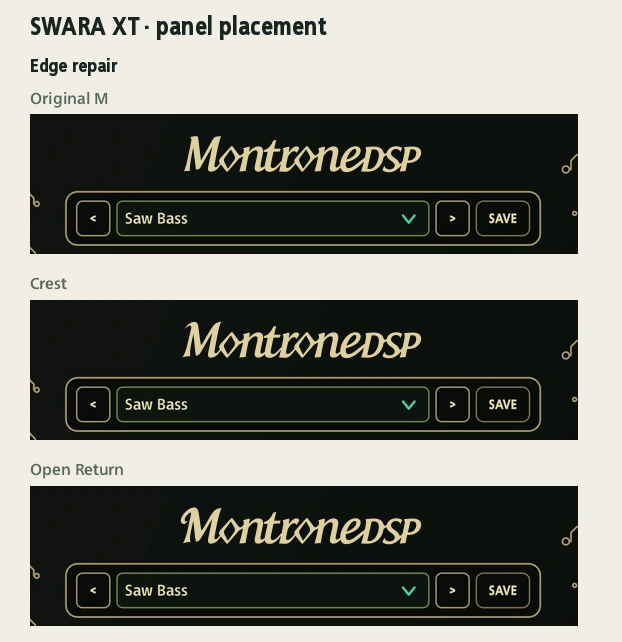 SWARA XT · panel placement
Edge repair
Original M
MontroneDSP
< Saw Bass > SAVE
Crest
MontroneDSP
< Saw Bass > SAVE
Open Return
MontroneDSP
< Saw Bass > SAVE